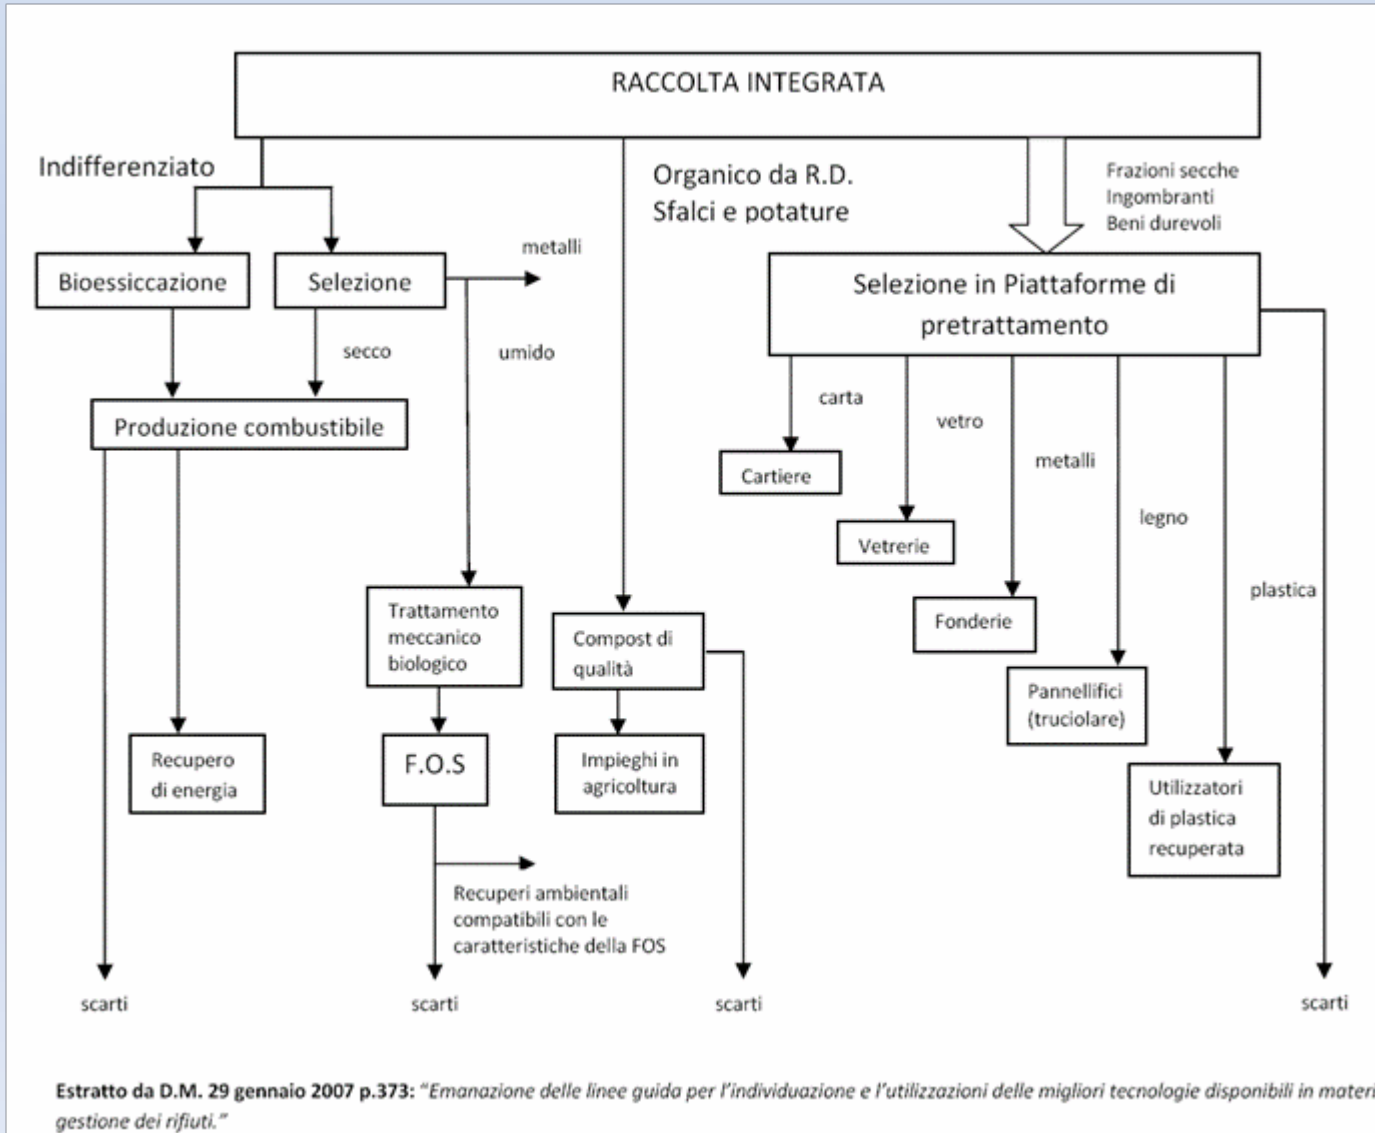 RACCOLTA INTEGRATA
Indifferenziato
Organico da R.D.
Sfalci e potature
Frazioni secche
Ingombranti
Beni durevoli
metalli
Bioessiccazione
Selezione
Selezione in Piattaforme di
pretrattamento
secco
umido
carta
vetro
metalli
legno
plastica
Produzione combustibile
Cartiere
Vetrerie
Fonderie
Pannellifici
(truciolare)
Utilizzatori
di plastica
recuperata
Trattamento
meccanico
biologico
Compost di
qualità
Recupero
di energia
F.O.S
Impieghi in
agricoltura
Recuperi ambientali
compatibili con le
caratteristiche della FOS
scarti
scarti
scarti
scarti
Estratto da D.M. 29 gennaio 2007 p.373: “Emanazione delle linee guida per l’individuazione e l’utilizzazioni delle migliori tecnologie disponibili in materi
gestione dei rifiuti.”